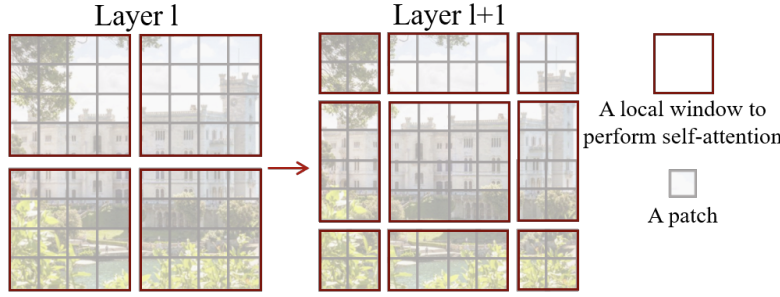 Layer l
Layer l+1
A local window to
perform self-attention
A patch